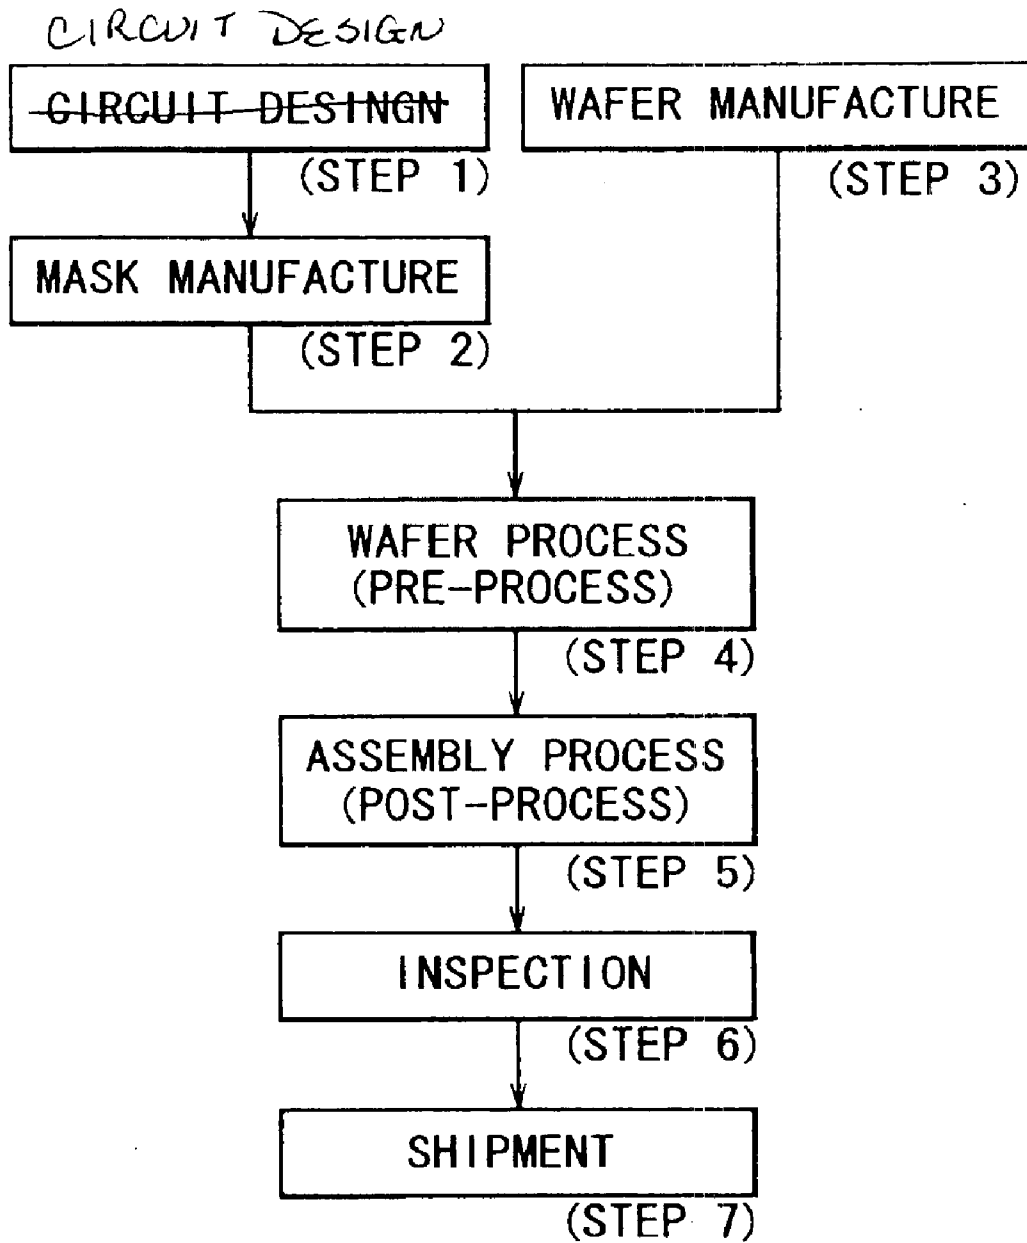 CIRCUIT DESIGN
CIRCUIT DESINGN
(STEP 1)
WAFER MANUFACTURE
(STEP 3)
MASK MANUFACTURE
(STEP 2)
WAFER PROCESS
(PRE-PROCESS)
(STEP 4)
ASSEMBLY PROCESS
(POST-PROCESS)
(STEP 5)
INSPECTION
(STEP 6)
SHIPMENT
(STEP 7)